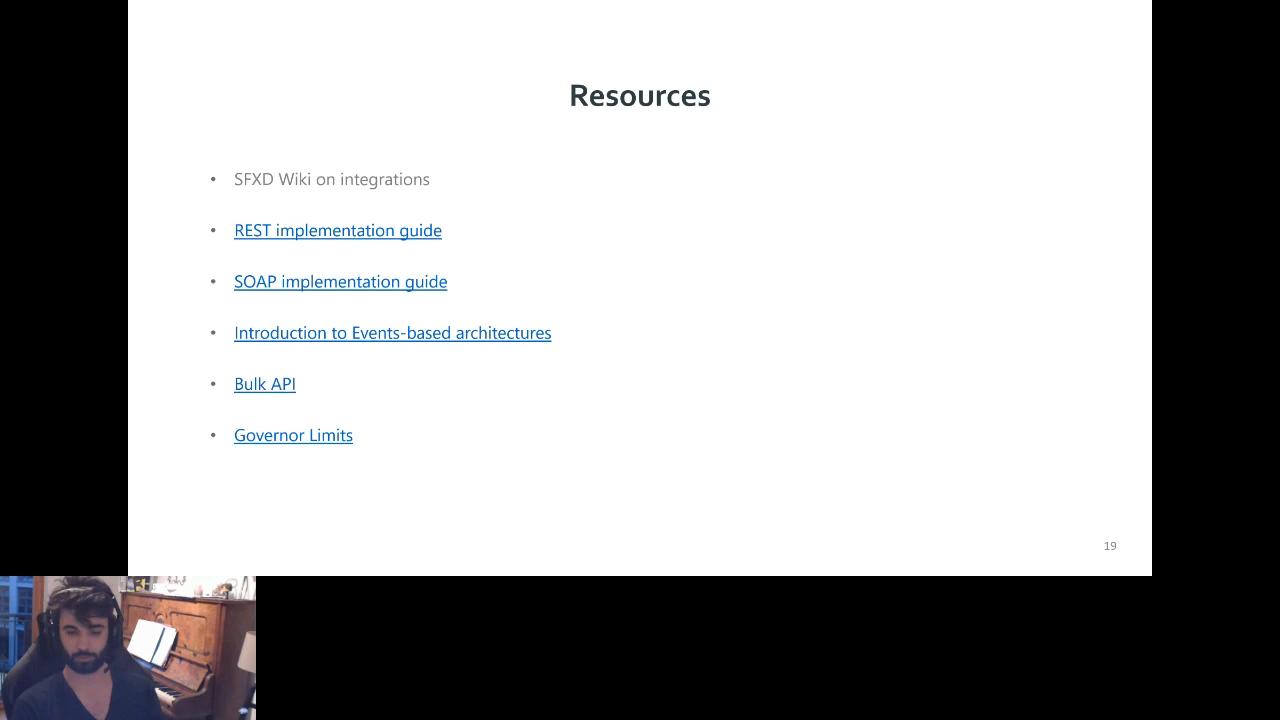 Resources
• SFXD Wiki on integrations
• REST implementation guide
• SOAP implementation guide
• Introduction to Events-based architectures
• Bulk API
• Governor Limits
19